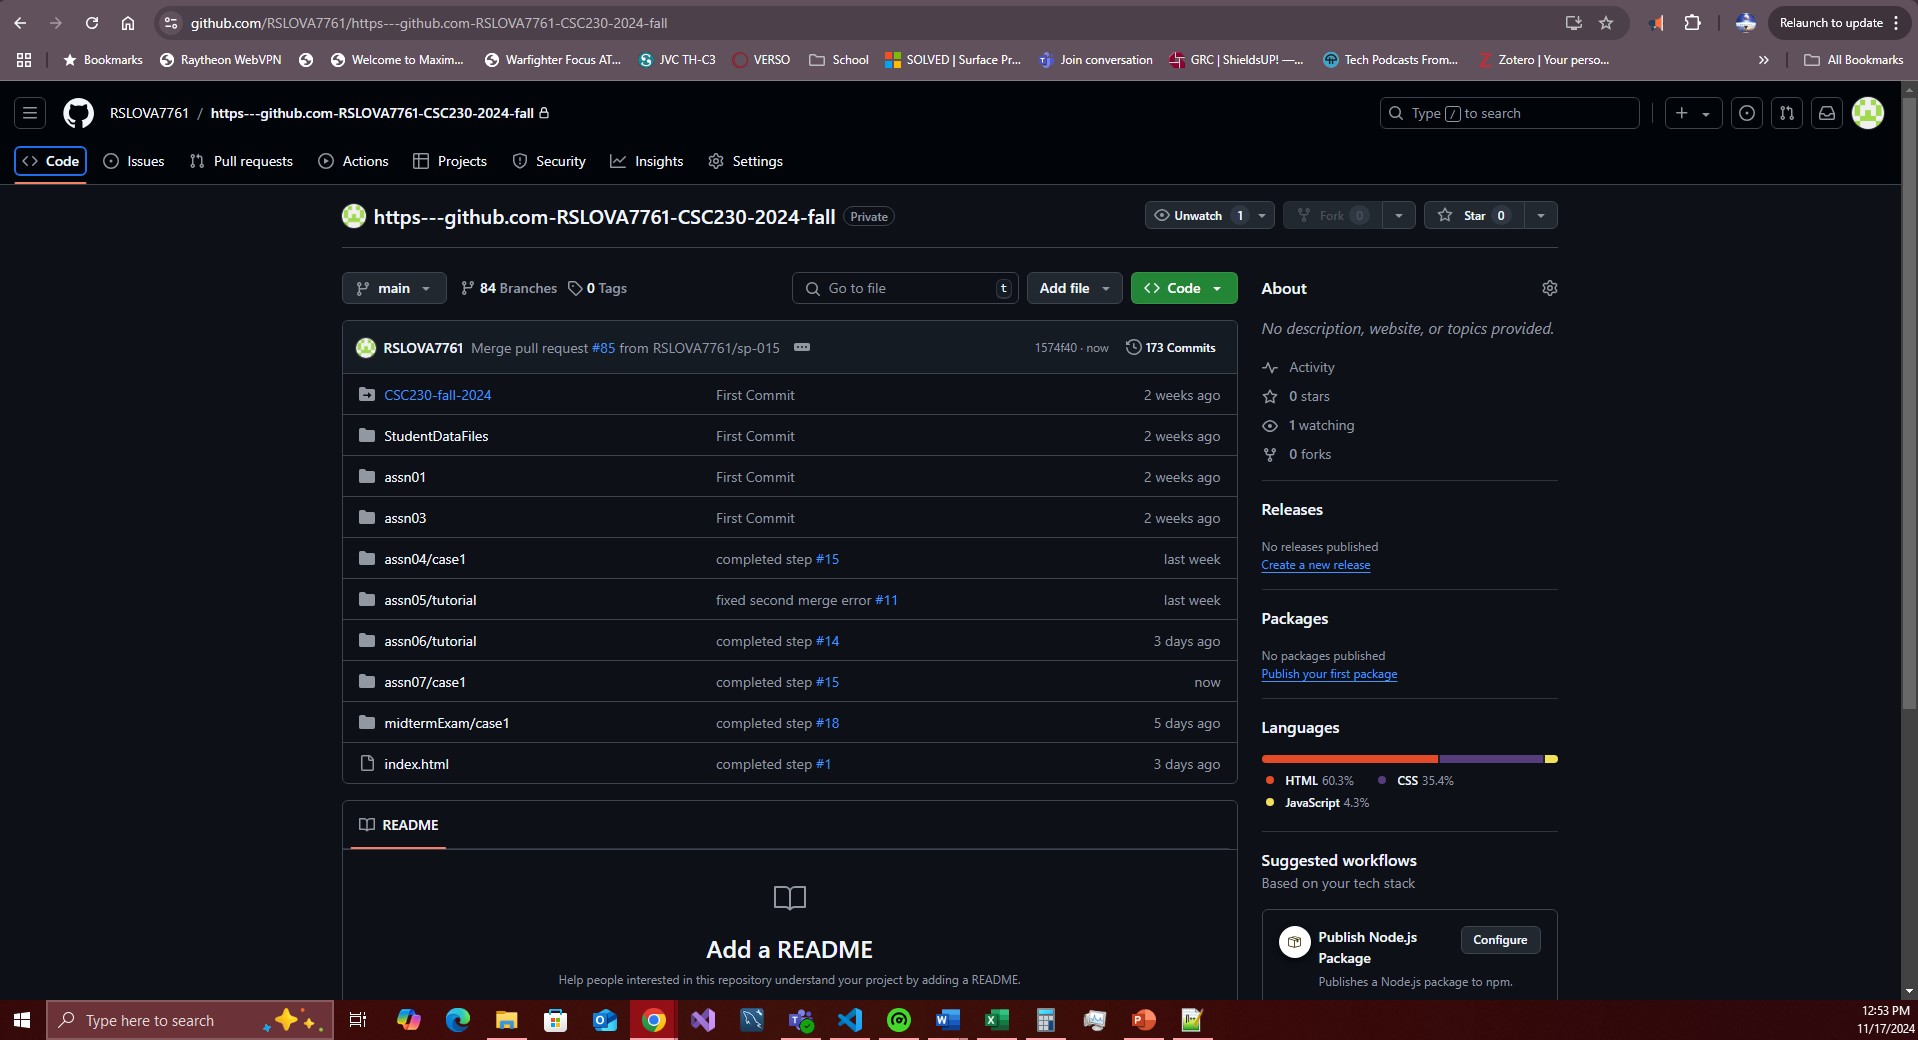 github.com/RSLOVA7761/https---github.com-RSLOVA7761-CSC230-2024-fall
Relaunch to update
Bookmarks Raytheon WebVPN Welcome to Maxim... Warfighter Focus AT... JVC TH-C3 VERSO School SOLVED | Surface Pr... Join conversation GRC | ShieldsUP! —... Tech Podcasts From... Zotero | Your perso... » All Bookmarks
RSLOVA7761 / https---github.com-RSLOVA7761-CSC230-2024-fall
Type / to search
Code Issues Pull requests Actions Projects Security Insights Settings
https---github.com-RSLOVA7761-CSC230-2024-fall Private
Unwatch 1 Fork 0 Star 0
main 84 Branches 0 Tags Go to file t Add file Code
RSLOVA7761 Merge pull request #85 from RSLOVA7761/sp-015 1574f40 · now 173 Commits
CSC230-fall-2024 First Commit 2 weeks ago
StudentDataFiles First Commit 2 weeks ago
assn01 First Commit 2 weeks ago
assn03 First Commit 2 weeks ago
assn04/case1 completed step #15 last week
assn05/tutorial fixed second merge error #11 last week
assn06/tutorial completed step #14 3 days ago
assn07/case1 completed step #15 now
midtermExam/case1 completed step #18 5 days ago
index.html completed step #1 3 days ago
README
Add a README
Help people interested in this repository understand your project by adding a README.
About
No description, website, or topics provided.
Activity
0 stars
1 watching
0 forks
Releases
No releases published
Create a new release
Packages
No packages published
Publish your first package
Languages
HTML 60.3% CSS 35.4%
JavaScript 4.3%
Suggested workflows
Based on your tech stack
Publish Node.js
Package
Configure
Publishes a Node.js package to npm.
Type here to search
12:53 PM
11/17/2024